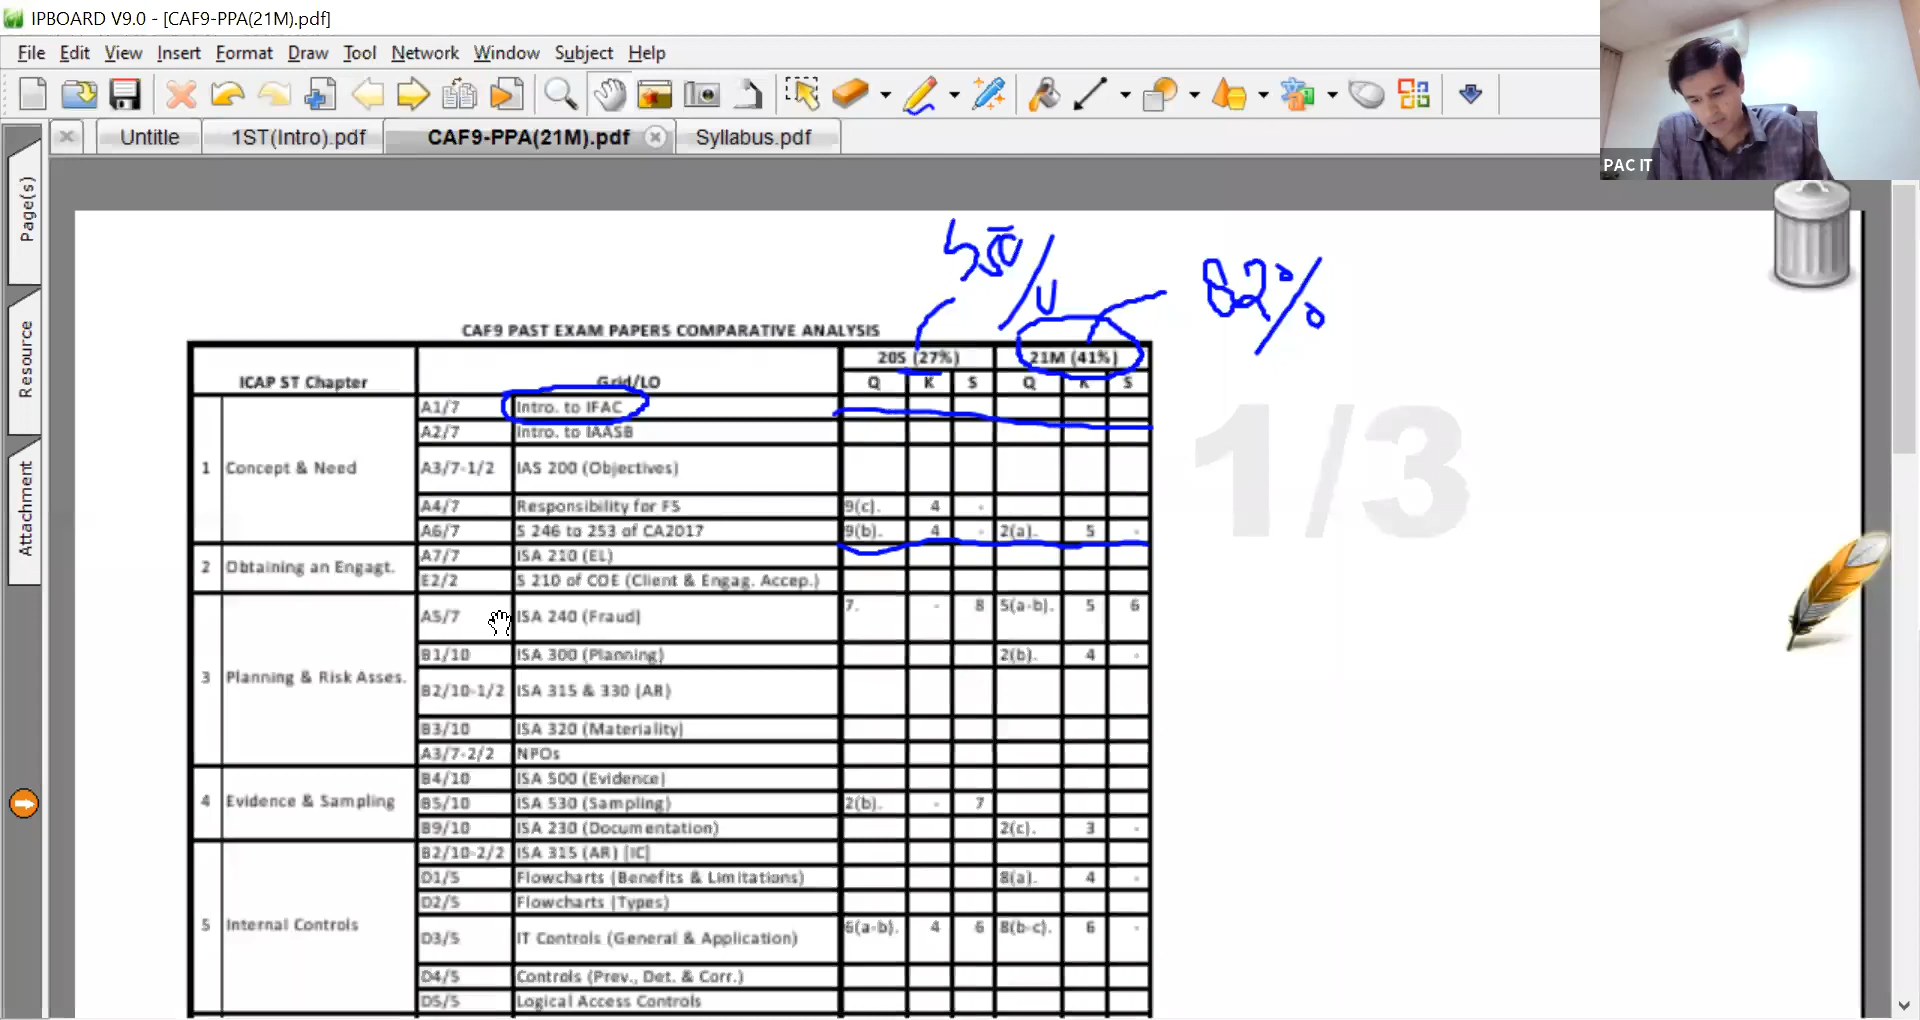 IPBOARD V9.0 - [CAF9-PPA(21M).pdf]
File Edit View Insert Format Draw Tool Network Window Subject Help
Untitle 1ST(Intro).pdf CAF9-PPA(21M).pdf Syllabus.pdf
PAC IT
Page(s)
Resource
Attachment
82%
CAF9 PAST EXAM PAPERS COMPARATIVE ANALYSIS
ICAP ST Chapter Grid/LO 20S (27%) 21M (41%)
Q K S Q K S
1 Concept & Need
A1/7 Intro. to IFAC
A2/7 Intro. to IAASB
A3/7-1/2 IAS 200 (Objectives)
A4/7 Responsibility for FS 9(c). 4 -
A6/7 S 246 to 253 of CA2017 9(b). 4 - 2(a). 5 -
2 Obtaining an Engagt.
A7/7 ISA 210 (EL)
E2/2 S 210 of COE (Client & Engag. Accep.)
3 Planning & Risk Asses.
A5/7 ISA 240 (Fraud) 7. - 8 5(a-b). 5 6
B1/10 ISA 300 (Planning) 2(b). 4 -
B2/10-1/2 ISA 315 & 330 (AR)
B3/10 ISA 320 (Materiality)
A3/7-2/2 NPOs
4 Evidence & Sampling
B4/10 ISA 500 (Evidence)
B5/10 ISA 530 (Sampling) 2(b). - 7
B9/10 ISA 230 (Documentation) 2(c). 3 -
5 Internal Controls
B2/10-2/2 ISA 315 (AR) [IC]
D1/5 Flowcharts (Benefits & Limitations) 8(a). 4 -
D2/5 Flowcharts (Types)
D3/5 IT Controls (General & Application) 6(a-b). 4 6 8(b-c). 6 -
D4/5 Controls (Prev., Det. & Corr.)
D5/5 Logical Access Controls
1/3